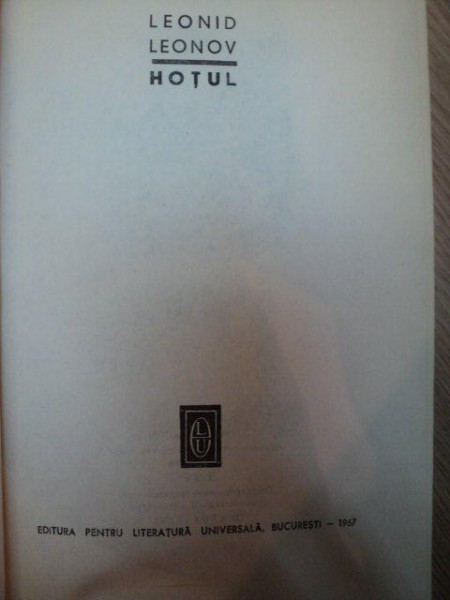 LEONID
LEONOV
HOȚUL
L
U
EDITURA PENTRU LITERATURĂ UNIVERSALĂ, BUCUREȘTI – 1967